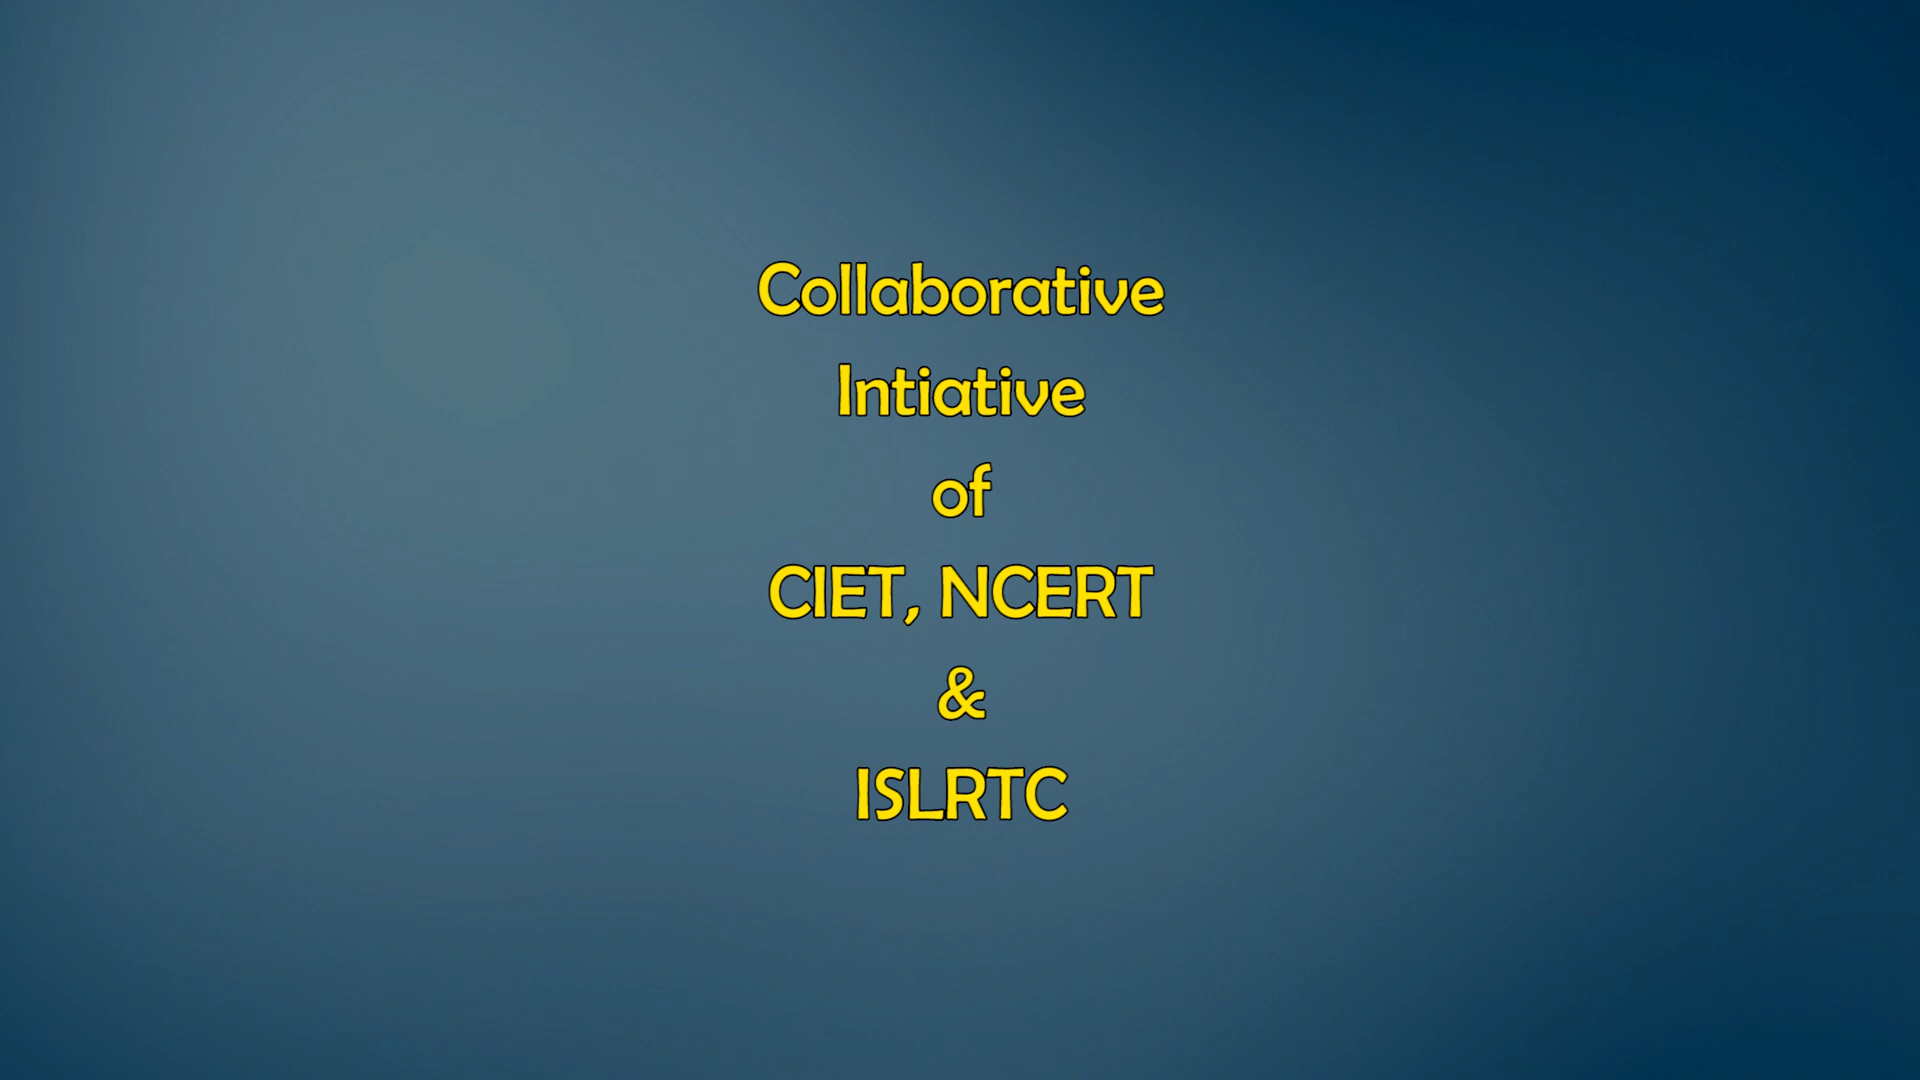 Collaborative
Intiative
of
CIET, NCERT
&
ISLRTC